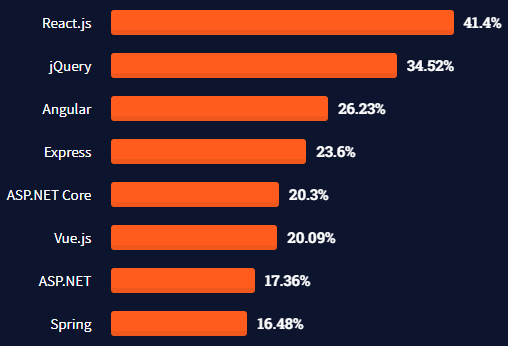 React.js 41.4%
jQuery 34.52%
Angular 26.23%
Express 23.6%
ASP.NET Core 20.3%
Vue.js 20.09%
ASP.NET 17.36%
Spring 16.48%